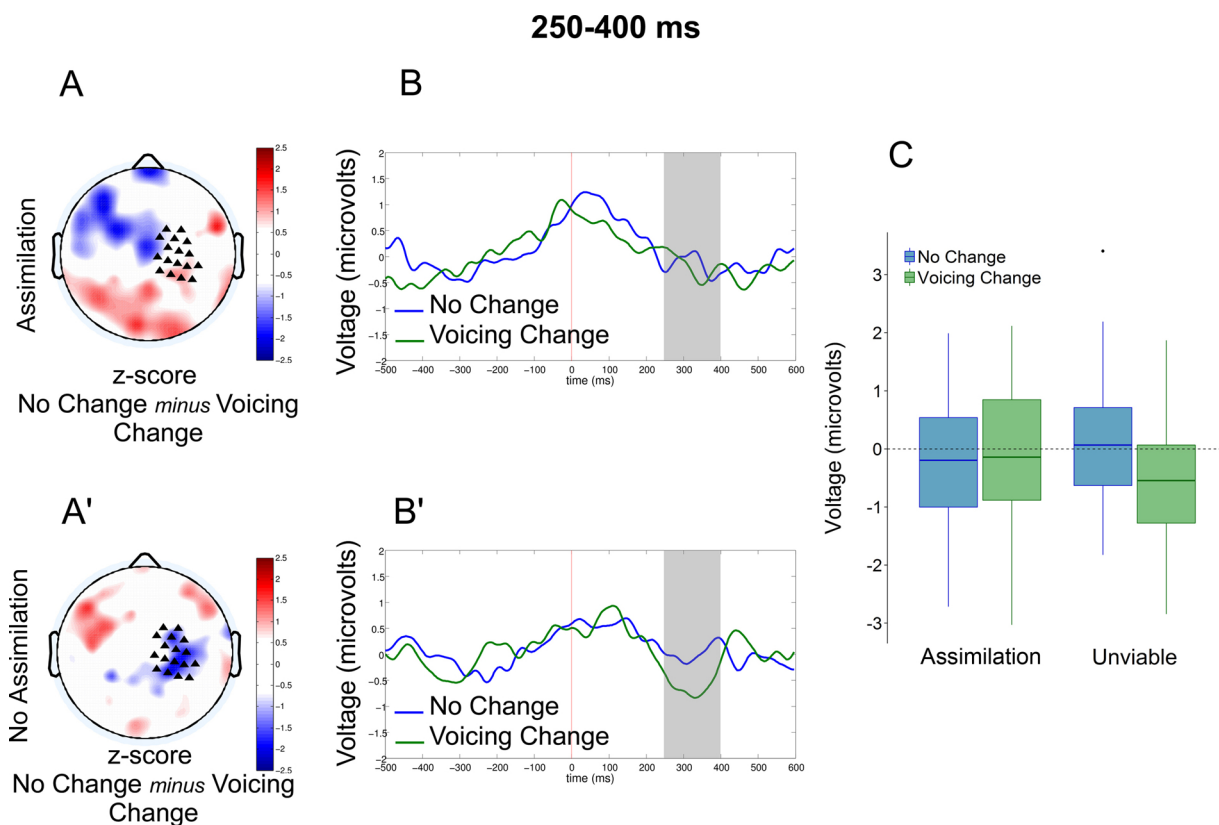 250-400 ms
A
Assimilation
2.5
2
1.5
1
0.5
0
−0.5
−1
−1.5
−2
−2.5
z-score
No Change minus Voicing
Change
B
Voltage (microvolts)
2
1.5
1
0.5
0
−0.5
−1
−1.5
−2
No Change
Voicing Change
−500 −400 −300 −200 −100 0 100 200 300 400 500 600
time (ms)
A'
No Assimilation
2.5
2
1.5
1
0.5
0
−0.5
−1
−1.5
−2
−2.5
z-score
No Change minus Voicing
Change
B'
Voltage (microvolts)
2
1.5
1
0.5
0
−0.5
−1
−1.5
−2
No Change
Voicing Change
−500 −400 −300 −200 −100 0 100 200 300 400 500 600
time (ms)
C
Voltage (microvolts)
No Change
Voicing Change
3
2
1
0
-1
-2
-3
Assimilation Unviable